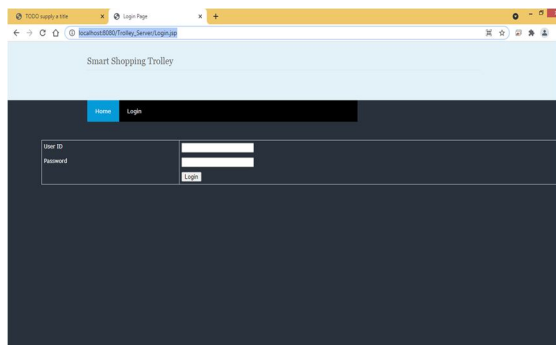 TODO supply a title
Login Page
localhost:8080/Trolley_Server/Login.jsp
Smart Shopping Trolley
Home Login
User ID
Password
Login